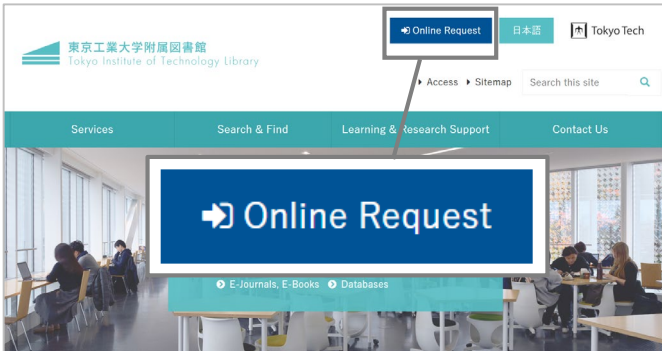 Online Request
日本語
Tokyo Tech
東京工業大学附属図書館
Tokyo Institute of Technology Library
Access Sitemap
Search this site
Services
Search & Find
Learning & Research Support
Contact Us
Online Request
E-Journals, E-Books Databases